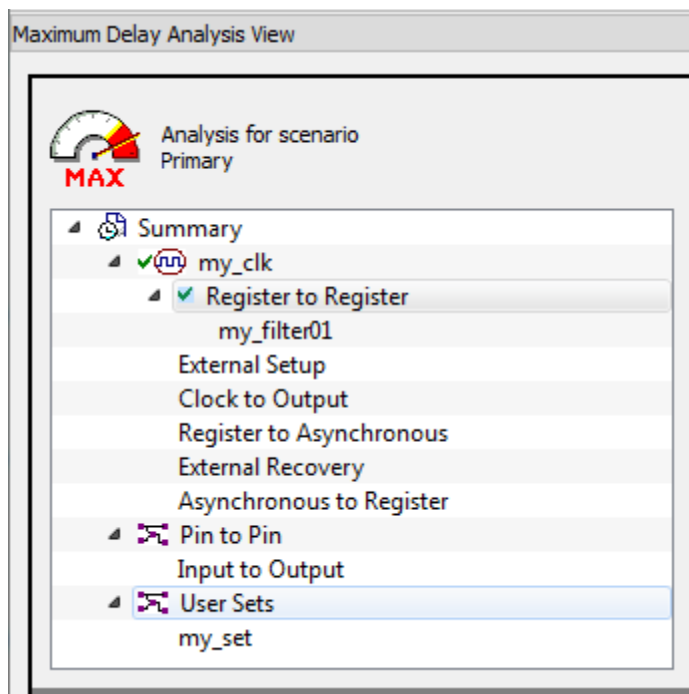 Maximum Delay Analysis View
Analysis for scenario
Primary
MAX
Summary
my_clk
Register to Register
my_filter01
External Setup
Clock to Output
Register to Asynchronous
External Recovery
Asynchronous to Register
Pin to Pin
Input to Output
User Sets
my_set